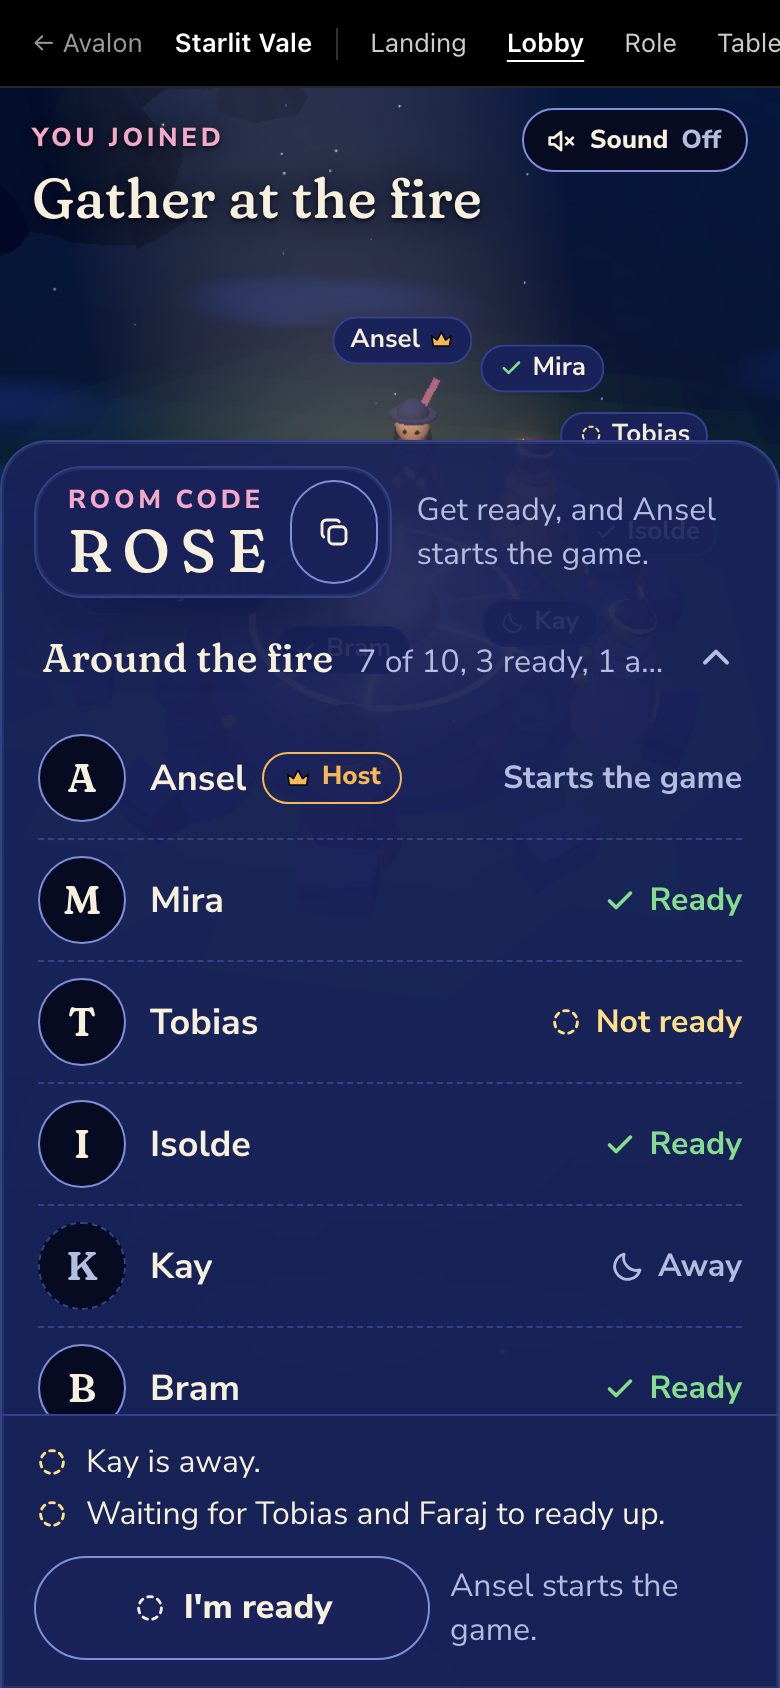 ← Avalon Starlit Vale Landing Lobby Role Table
YOU JOINED
Sound Off
Gather at the fire
Ansel
Mira
Tobias
ROOM CODE
ROSE
Get ready, and Ansel
starts the game.
Isolde
Kay
Bram
Around the fire 7 of 10, 3 ready, 1 a...
A Ansel Host Starts the game
M Mira Ready
T Tobias Not ready
I Isolde Ready
K Kay Away
B Bram Ready
Kay is away.
Waiting for Tobias and Faraj to ready up.
I'm ready
Ansel starts the
game.